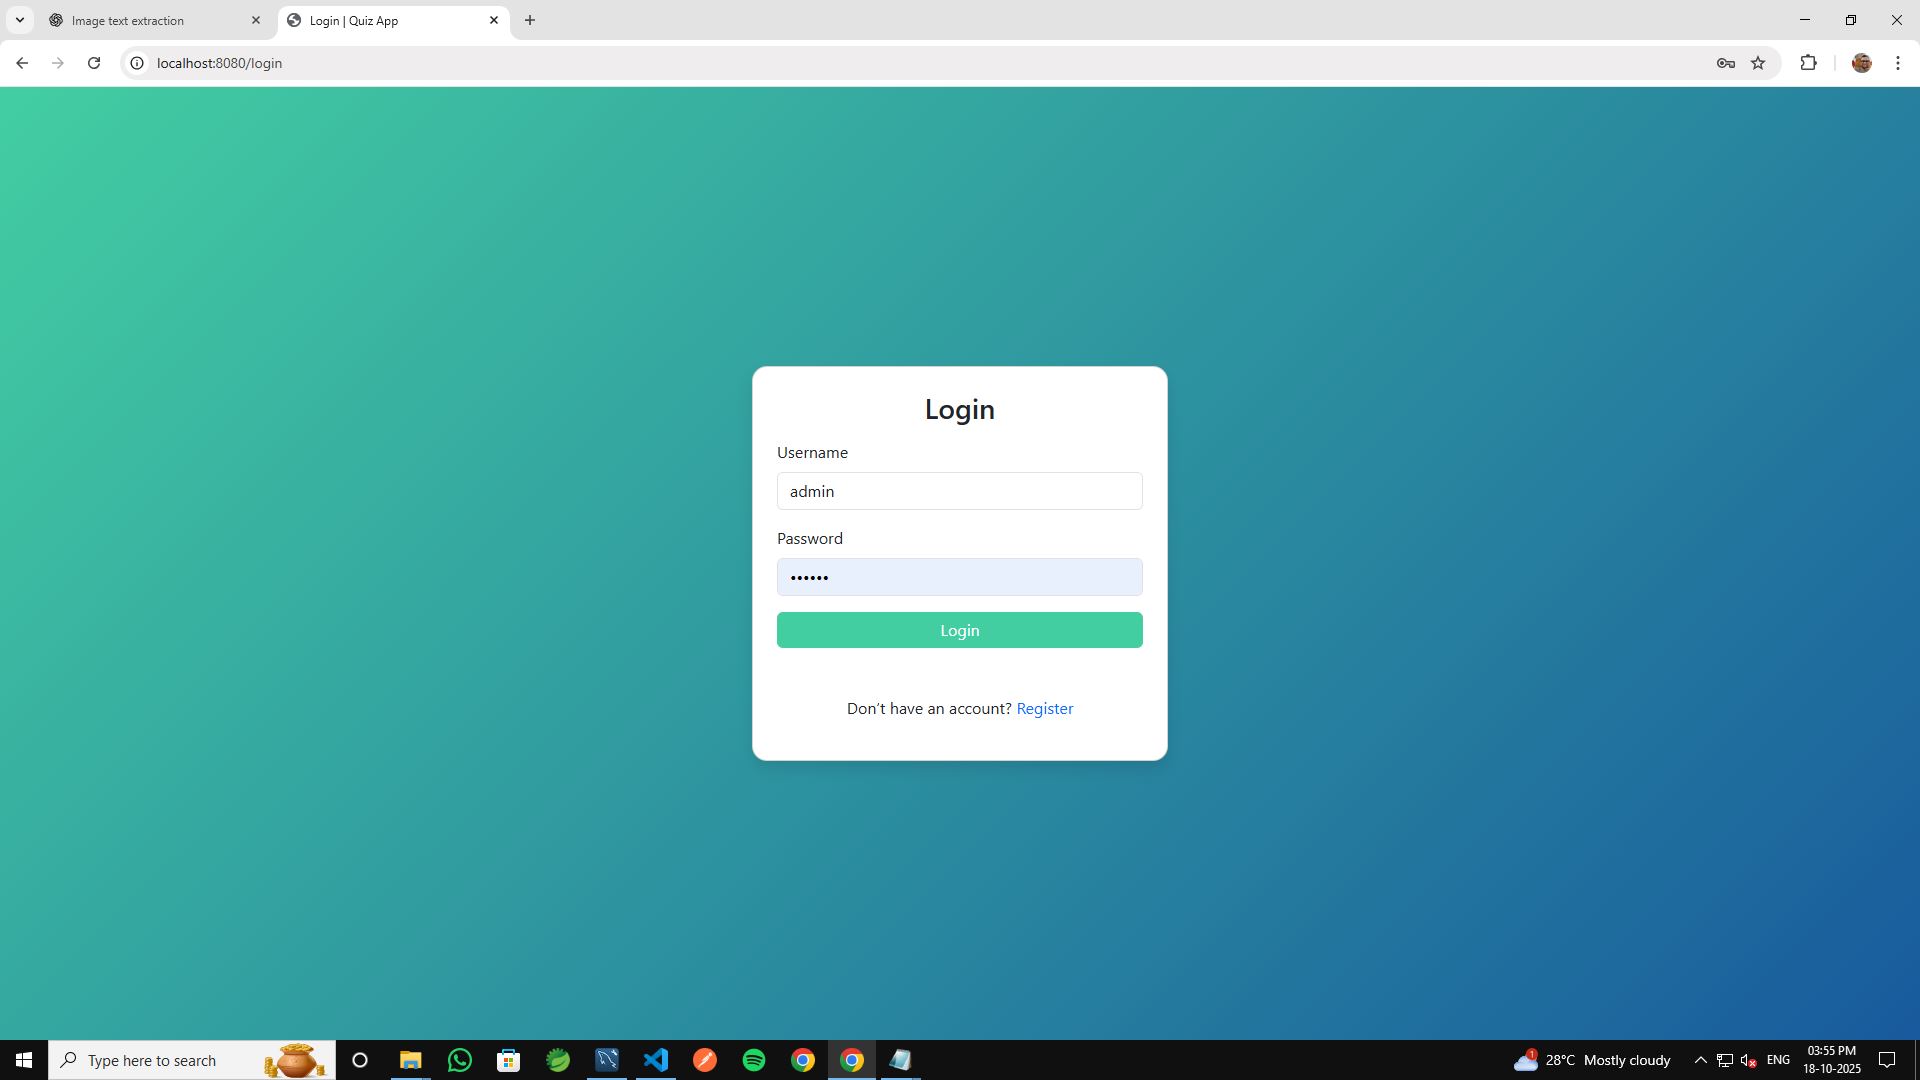 Image text extraction
Login | Quiz App
localhost:8080/login
Login
Username
admin
Password
••••••
Login
Don’t have an account? Register
Type here to search
1
28°C Mostly cloudy
ENG
03:55 PM
18-10-2025